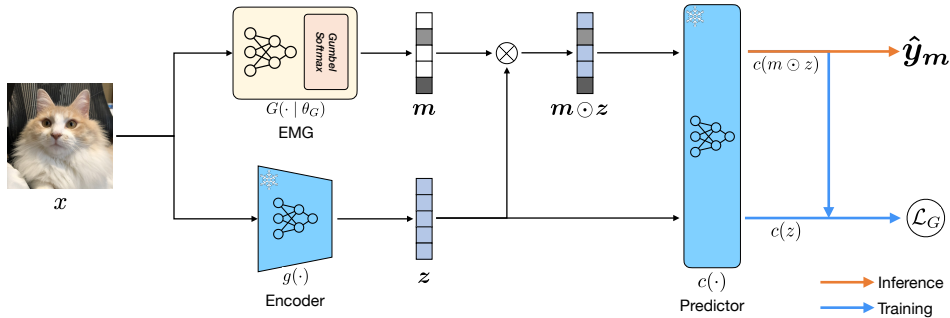 x
Gumbel
Softmax
G(· | θ_G)
EMG
m
m ⊙ z
g(·)
Encoder
z
c(·)
Predictor
c(m ⊙ z)
ŷ_m
c(z)
ℒ_G
Inference
Training